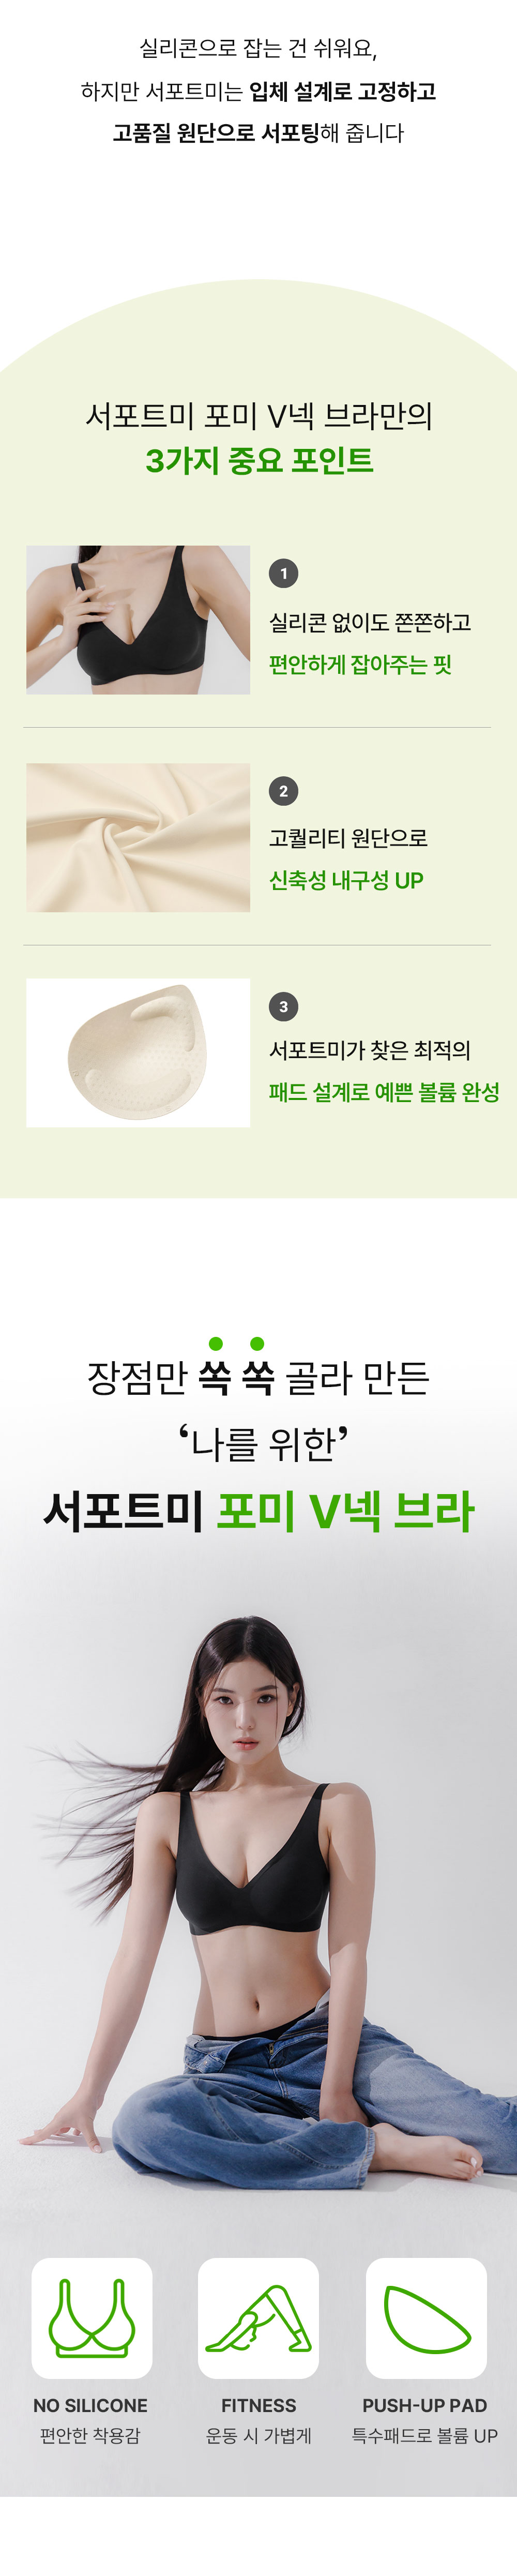 실리콘으로 잡는 건 쉬워요,
하지만 서포트미는 입체 설계로 고정하고
고품질 원단으로 서포팅해 줍니다
서포트미 포미 V넥 브라만의
3가지 중요 포인트
1
실리콘 없이도 쫀쫀하고
편안하게 잡아주는 핏
2
고퀄리티 원단으로
신축성 내구성 UP
3
서포트미가 찾은 최적의
패드 설계로 예쁜 볼륨 완성
장점만 쏙 쏙 골라 만든
‘나를 위한’
서포트미 포미 V넥 브라
NO SILICONE
편안한 착용감
FITNESS
운동 시 가볍게
PUSH-UP PAD
특수패드로 볼륨 UP